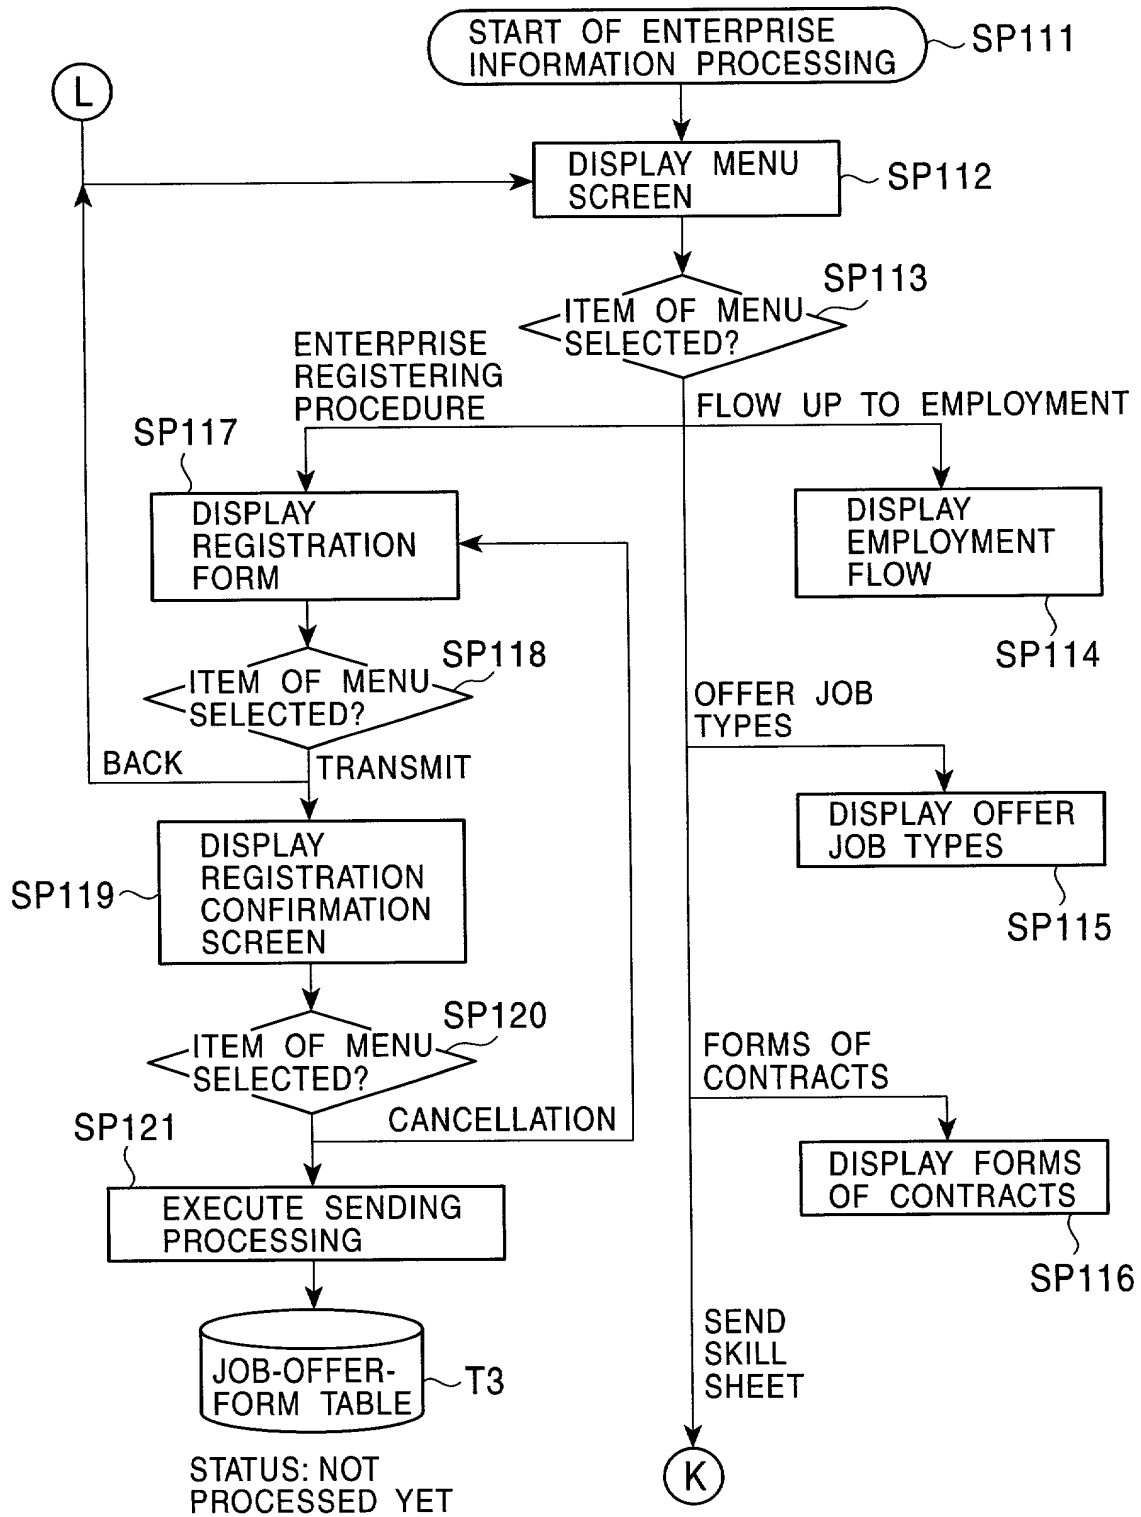 START OF ENTERPRISE
INFORMATION PROCESSING
SP111
L
DISPLAY MENU
SCREEN
SP112
SP113
ITEM OF MENU
SELECTED?
ENTERPRISE
REGISTERING
PROCEDURE
FLOW UP TO EMPLOYMENT
SP117
DISPLAY
REGISTRATION
FORM
DISPLAY
EMPLOYMENT
FLOW
SP114
SP118
ITEM OF MENU
SELECTED?
OFFER JOB
TYPES
BACK
TRANSMIT
DISPLAY OFFER
JOB TYPES
SP115
DISPLAY
REGISTRATION
CONFIRMATION
SCREEN
SP119
SP120
ITEM OF MENU
SELECTED?
FORMS OF
CONTRACTS
CANCELLATION
SP121
DISPLAY FORMS
OF CONTRACTS
SP116
EXECUTE SENDING
PROCESSING
SEND
SKILL
SHEET
JOB-OFFER-
FORM TABLE
T3
K
STATUS: NOT
PROCESSED YET